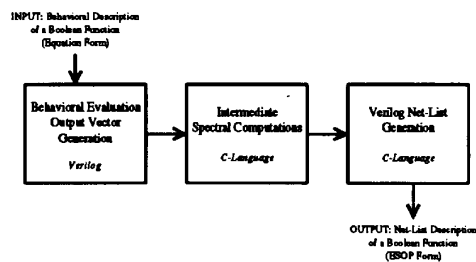 INPUT: Behavioral Description
of a Boolean Function
(Equation Form)
Behavioral Evaluation
Output Vector
Generation
Verilog
Intermediate
Spectral Computations
C-Language
Verilog Net-List
Generation
C-Language
OUTPUT: Net-List Description
of a Boolean Function
(ESOP Form)